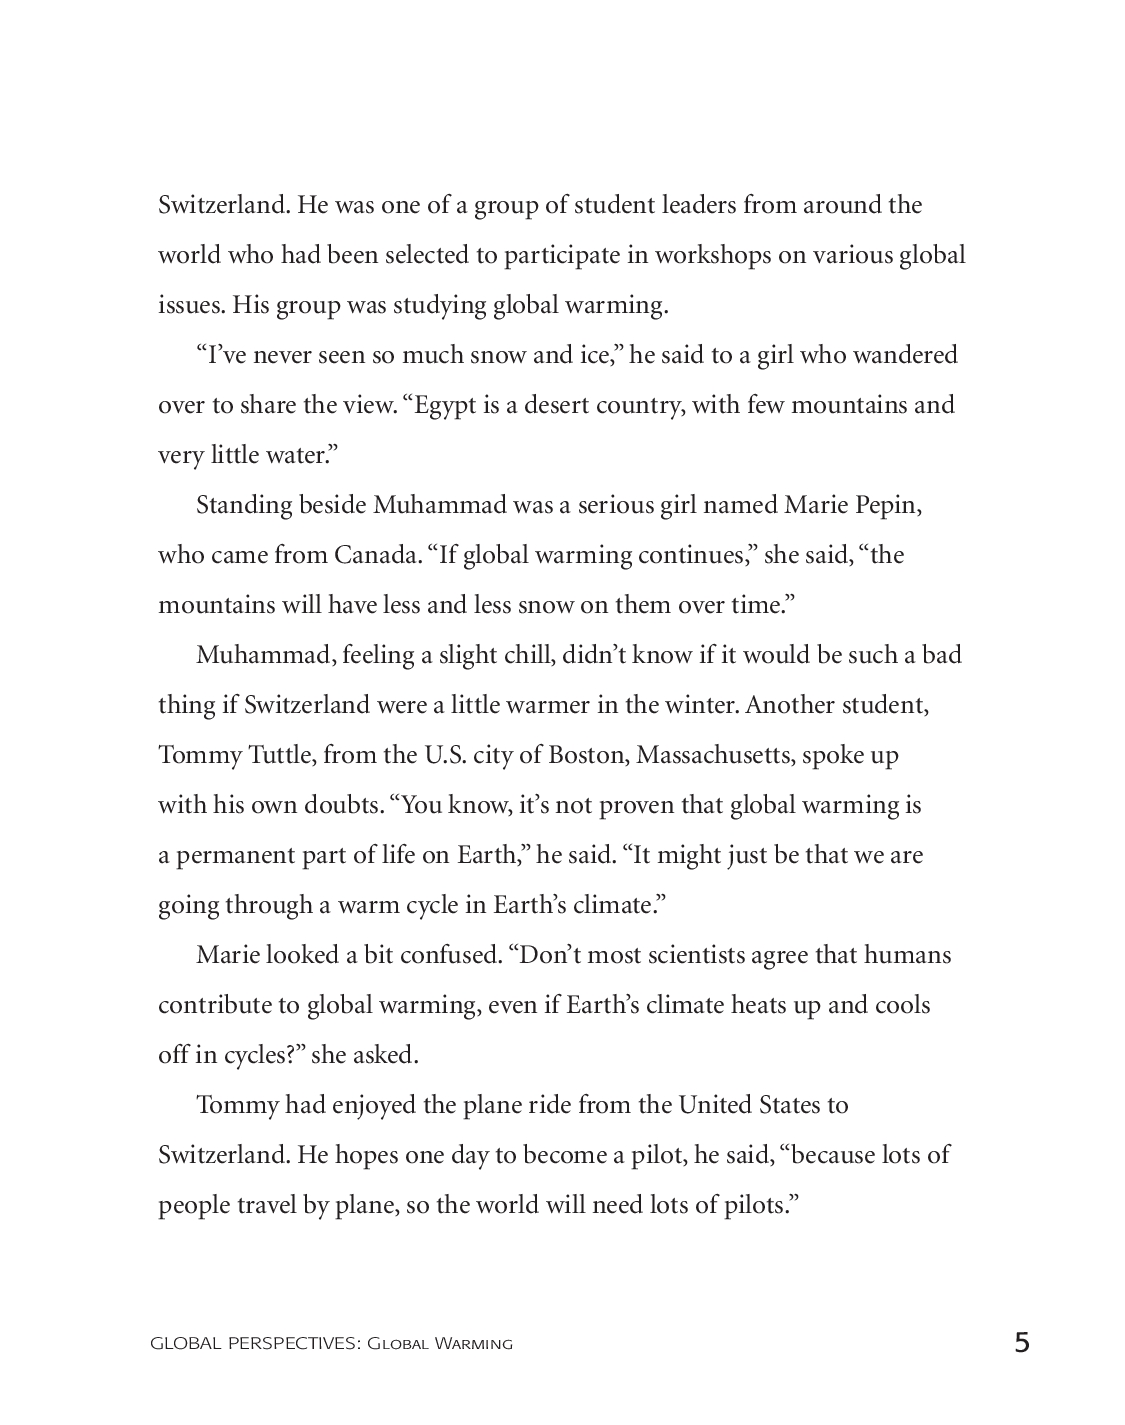 Switzerland. He was one of a group of student leaders from around the
world who had been selected to participate in workshops on various global
issues. His group was studying global warming.
“I’ve never seen so much snow and ice,” he said to a girl who wandered
over to share the view. “Egypt is a desert country, with few mountains and
very little water.”
Standing beside Muhammad was a serious girl named Marie Pepin,
who came from Canada. “If global warming continues,” she said, “the
mountains will have less and less snow on them over time.”
Muhammad, feeling a slight chill, didn’t know if it would be such a bad
thing if Switzerland were a little warmer in the winter. Another student,
Tommy Tuttle, from the U.S. city of Boston, Massachusetts, spoke up
with his own doubts. “You know, it’s not proven that global warming is
a permanent part of life on Earth,” he said. “It might just be that we are
going through a warm cycle in Earth’s climate.”
Marie looked a bit confused. “Don’t most scientists agree that humans
contribute to global warming, even if Earth’s climate heats up and cools
off in cycles?” she asked.
Tommy had enjoyed the plane ride from the United States to
Switzerland. He hopes one day to become a pilot, he said, “because lots of
people travel by plane, so the world will need lots of pilots.”
GLOBAL PERSPECTIVES: Global Warming 5